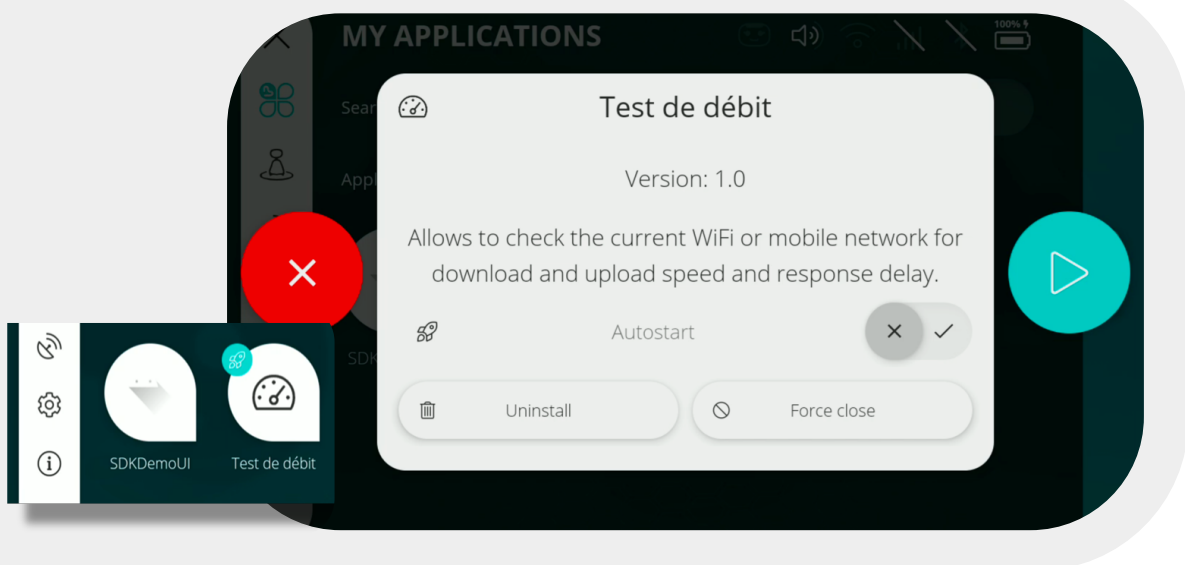 MY APPLICATIONS
100%
Test de débit
Version: 1.0
Allows to check the current WiFi or mobile network for
download and upload speed and response delay.
Autostart
Uninstall
Force close
SDKDemoUI
Test de débit